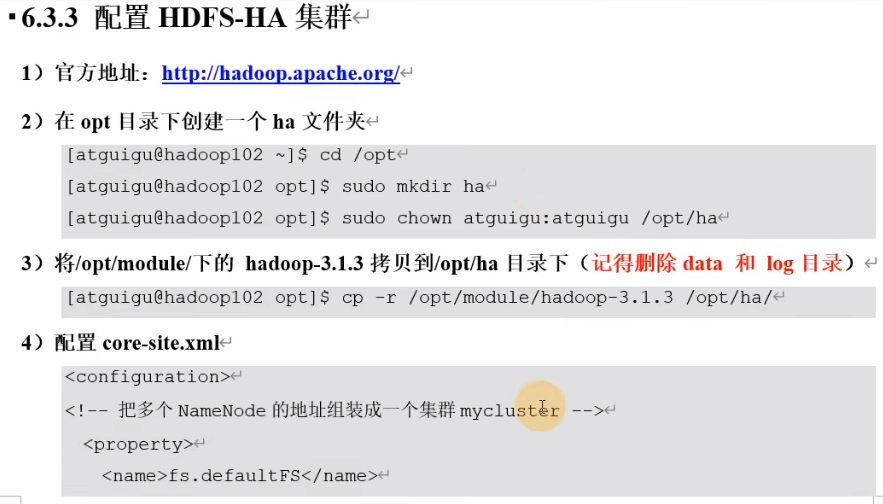 6.3.3 配置 HDFS-HA 集群
1）官方地址：http://hadoop.apache.org/
2）在 opt 目录下创建一个 ha 文件夹
[atguigu@hadoop102 ~]$ cd /opt
[atguigu@hadoop102 opt]$ sudo mkdir ha
[atguigu@hadoop102 opt]$ sudo chown atguigu:atguigu /opt/ha
3）将/opt/module/下的 hadoop-3.1.3 拷贝到/opt/ha 目录下（记得删除 data 和 log 目录）
[atguigu@hadoop102 opt]$ cp -r /opt/module/hadoop-3.1.3 /opt/ha/
4）配置 core-site.xml
<configuration>
<!-- 把多个 NameNode 的地址组装成一个集群 mycluster -->
<property>
<name>fs.defaultFS</name>